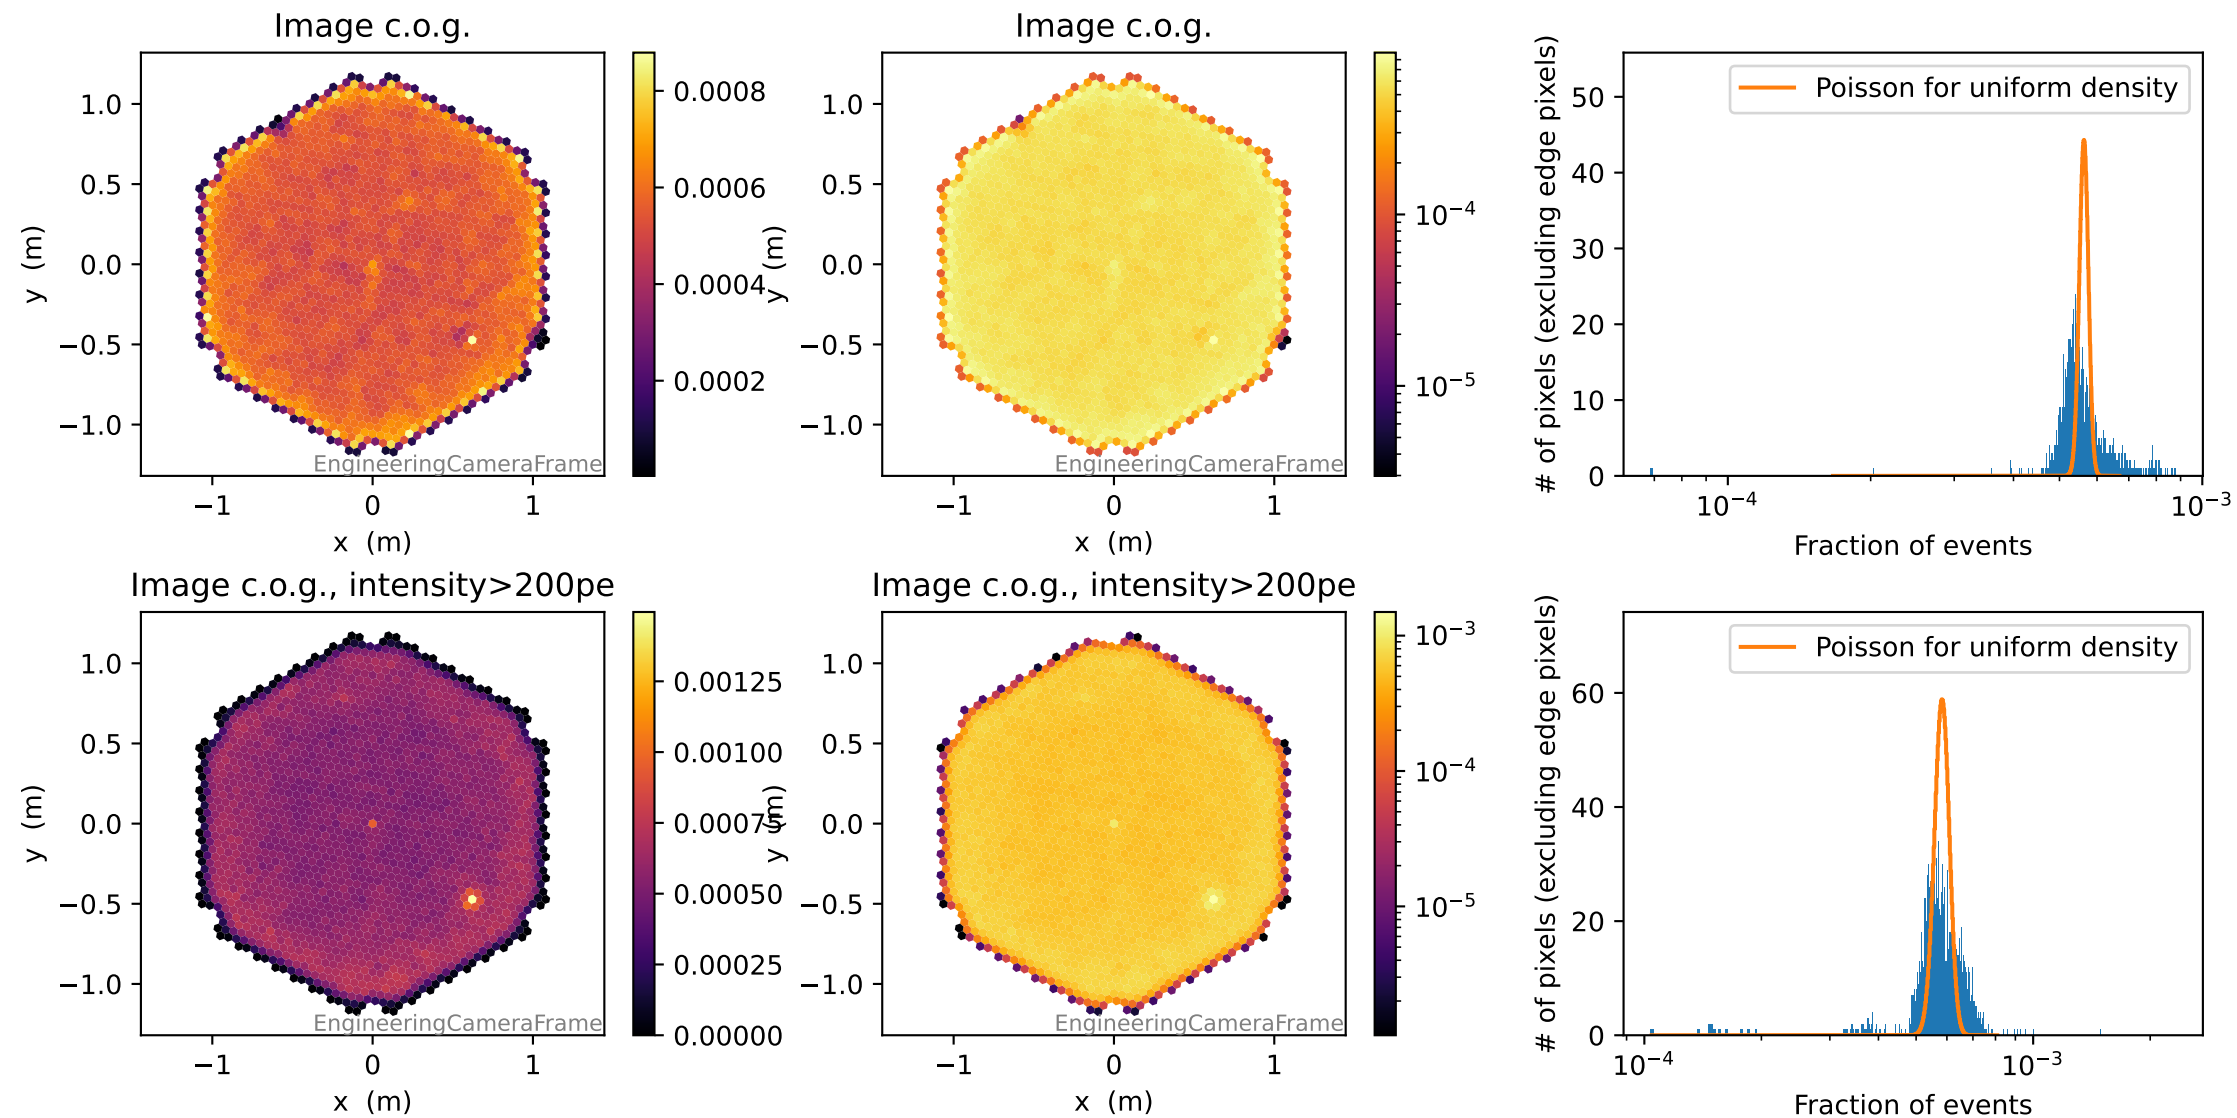 Image c.o.g.
1.0
0.5
0.0
−0.5
−1.0
y (m)
−1
0
1
x (m)
EngineeringCameraFrame
0.0008
0.0006
0.0004
0.0002
Image c.o.g.
1.0
0.5
0.0
−0.5
−1.0
y (m)
−1
0
1
x (m)
EngineeringCameraFrame
10−4
10−5
# of pixels (excluding edge pixels)
50
40
30
20
10
0
Poisson for uniform density
10−4
10−3
Fraction of events
Image c.o.g., intensity>200pe
1.0
0.5
0.0
−0.5
−1.0
y (m)
−1
0
1
x (m)
EngineeringCameraFrame
0.00125
0.00100
0.00075
0.00050
0.00025
0.00000
Image c.o.g., intensity>200pe
1.0
0.5
0.0
−0.5
−1.0
y (m)
−1
0
1
x (m)
EngineeringCameraFrame
10−3
10−4
10−5
# of pixels (excluding edge pixels)
60
40
20
0
Poisson for uniform density
10−4
10−3
Fraction of events